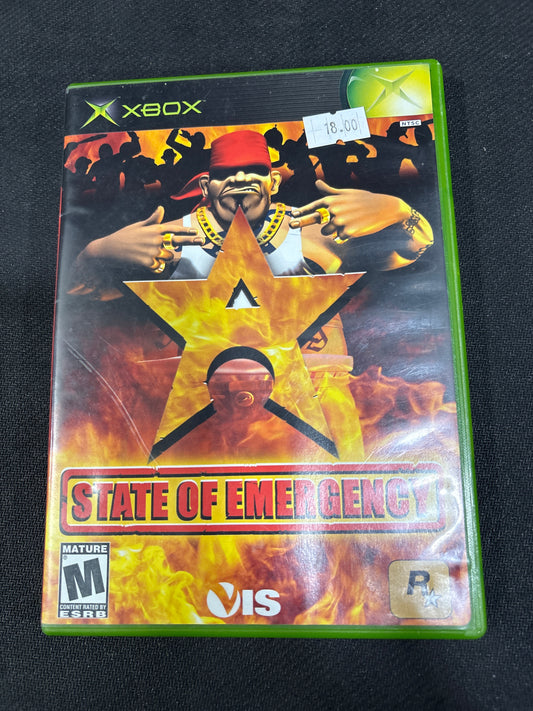 XBOX
18.00
NTSC
STATE OF EMERGENCY
MATURE
M
CONTENT RATED BY
ESRB
VIS
R